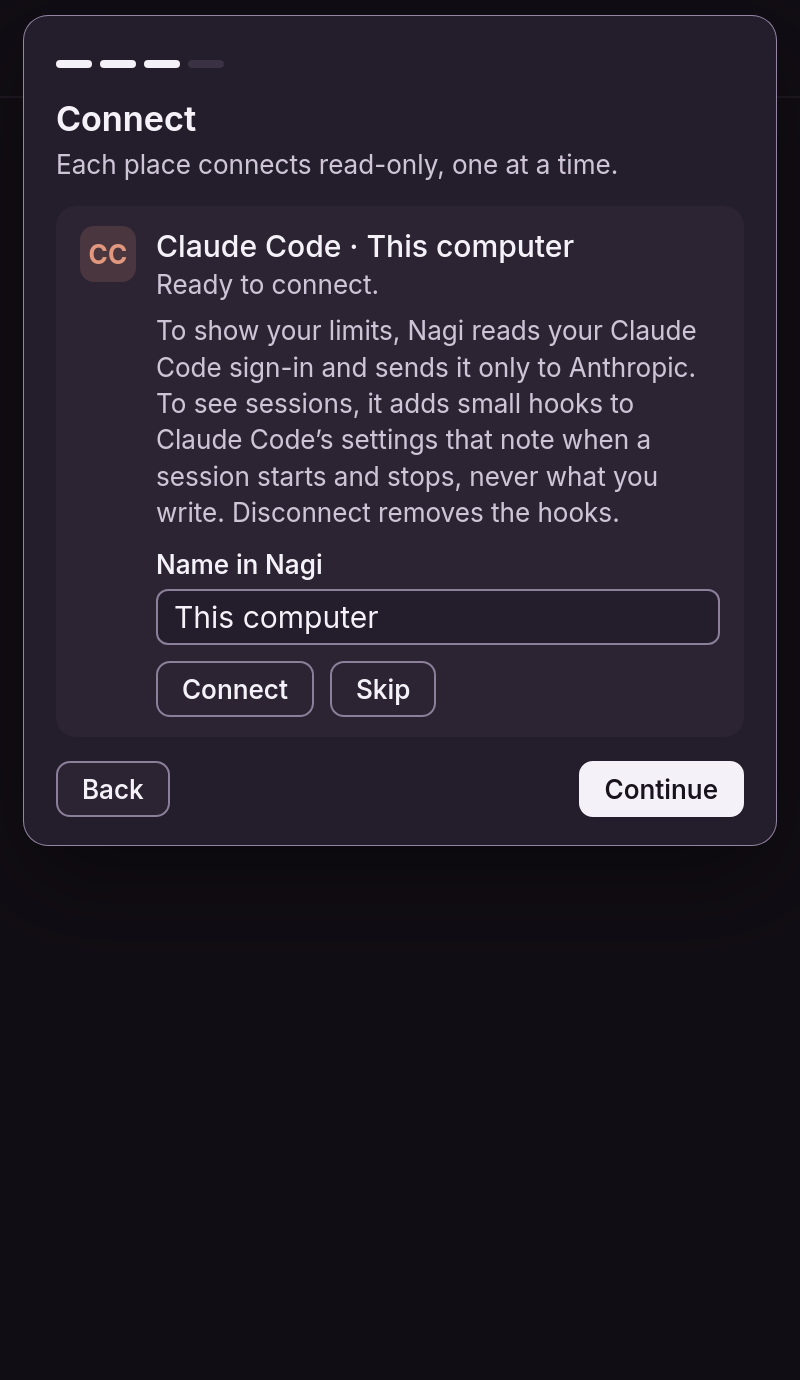 Connect
Each place connects read-only, one at a time.
CC
Claude Code · This computer
Ready to connect.
To show your limits, Nagi reads your Claude
Code sign-in and sends it only to Anthropic.
To see sessions, it adds small hooks to
Claude Code’s settings that note when a
session starts and stops, never what you
write. Disconnect removes the hooks.
Name in Nagi
This computer
Connect
Skip
Back
Continue